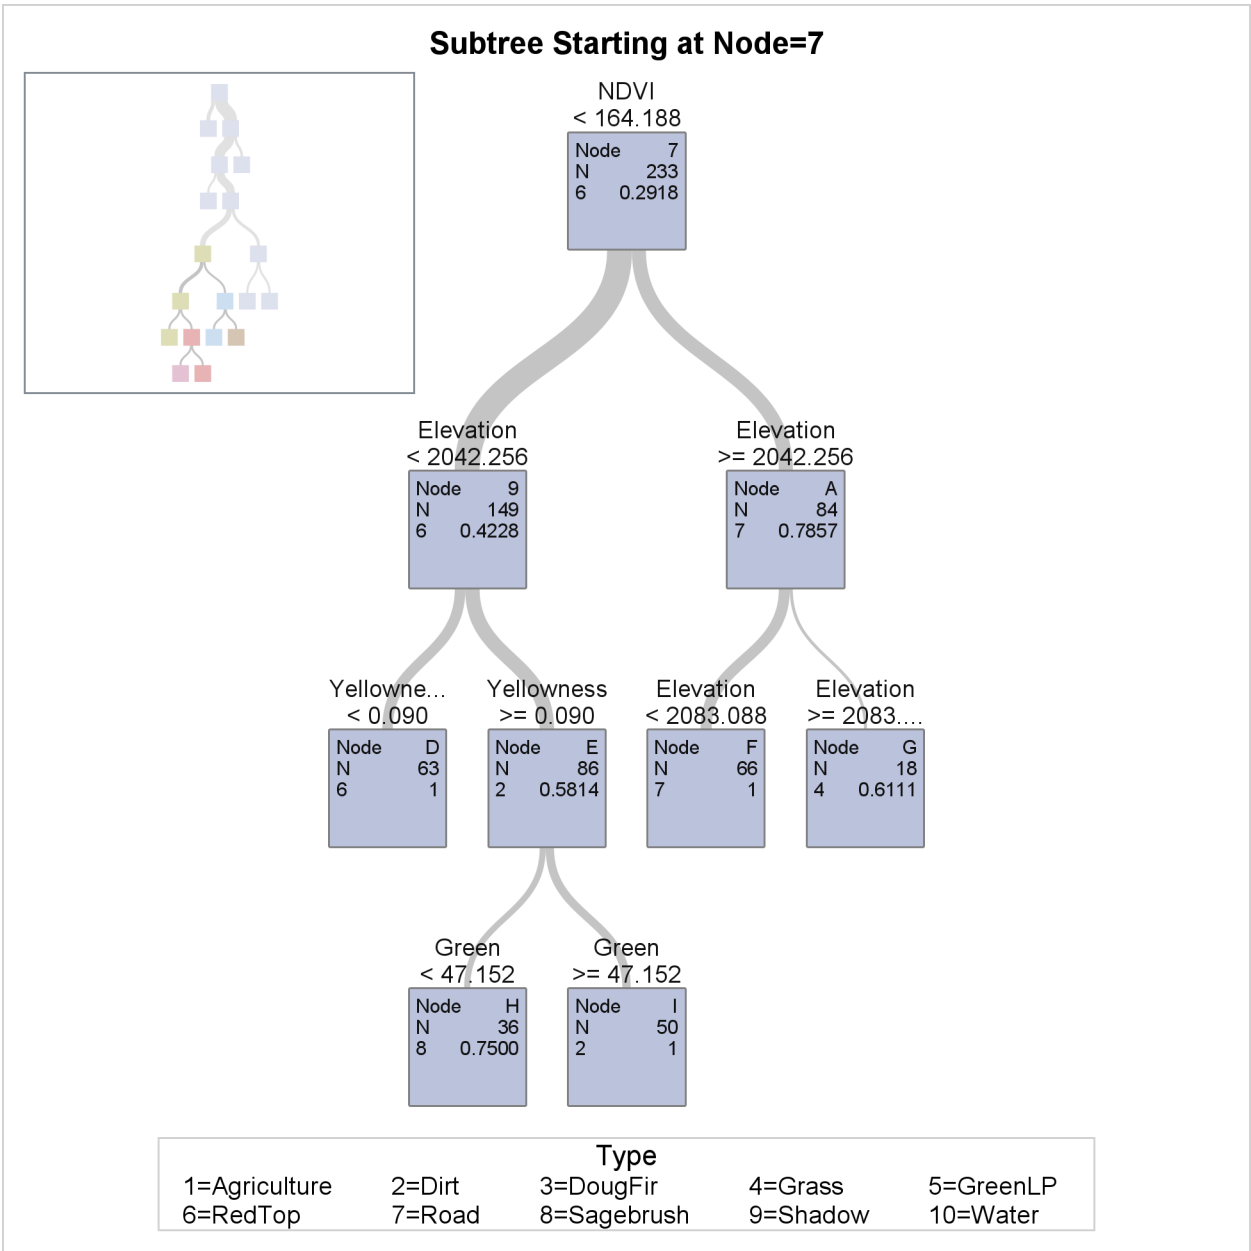 Subtree Starting at Node=7
NDVI
< 164.188
Node 7
N 233
6 0.2918
Elevation
< 2042.256
Node 9
N 149
6 0.4228
Elevation
>= 2042.256
Node A
N 84
7 0.7857
Yellowne...
< 0.090
Node D
N 63
6 1
Yellowness
>= 0.090
Node E
N 86
2 0.5814
Elevation
< 2083.088
Node F
N 66
7 1
Elevation
>= 2083....
Node G
N 18
4 0.6111
Green
< 47.152
Node H
N 36
8 0.7500
Green
>= 47.152
Node I
N 50
2 1
Type
1=Agriculture 2=Dirt 3=DougFir 4=Grass 5=GreenLP
6=RedTop 7=Road 8=Sagebrush 9=Shadow 10=Water